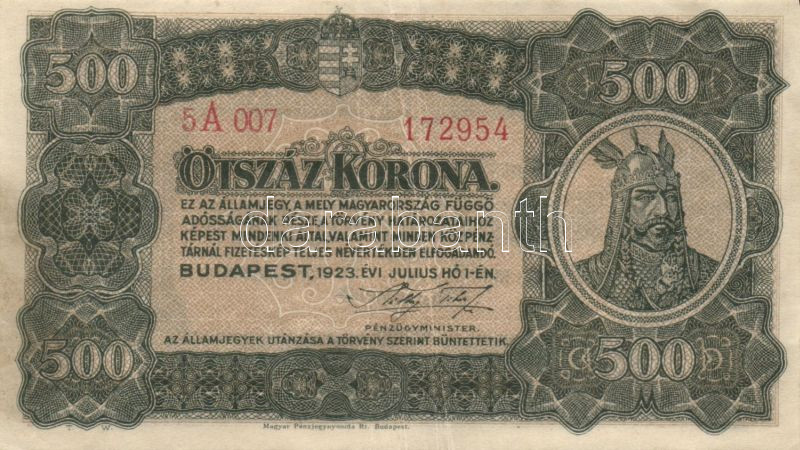 500 500
5A 007 172954
ÖTSZÁZ KORONA.
EZ AZ ÁLLAMJEGY, A MELY MAGYARORSZÁG FÜGGŐ
ADÓSSÁGÁNAK RÉSZE, A TÖRVÉNY HATÁROZATAIHOZ
KÉPEST MINDENKI ÁLTAL, VALAMINT MINDEN KÖZPÉNZ
TÁRNÁL FIZETÉSKÉP TELJES NÉVÉRTÉKBEN ELFOGADANDÓ.
darabanth
BUDAPEST, 1923. ÉVI JULIUS HÓ 1-ÉN.
PÉNZÜGYMINISTER.
AZ ÁLLAMJEGYEK UTÁNZÁSA A TÖRVÉNY SZERINT BÜNTETTETIK.
500 500
T. W.
Magyar Pénzjegynyomda Rt. Budapest.